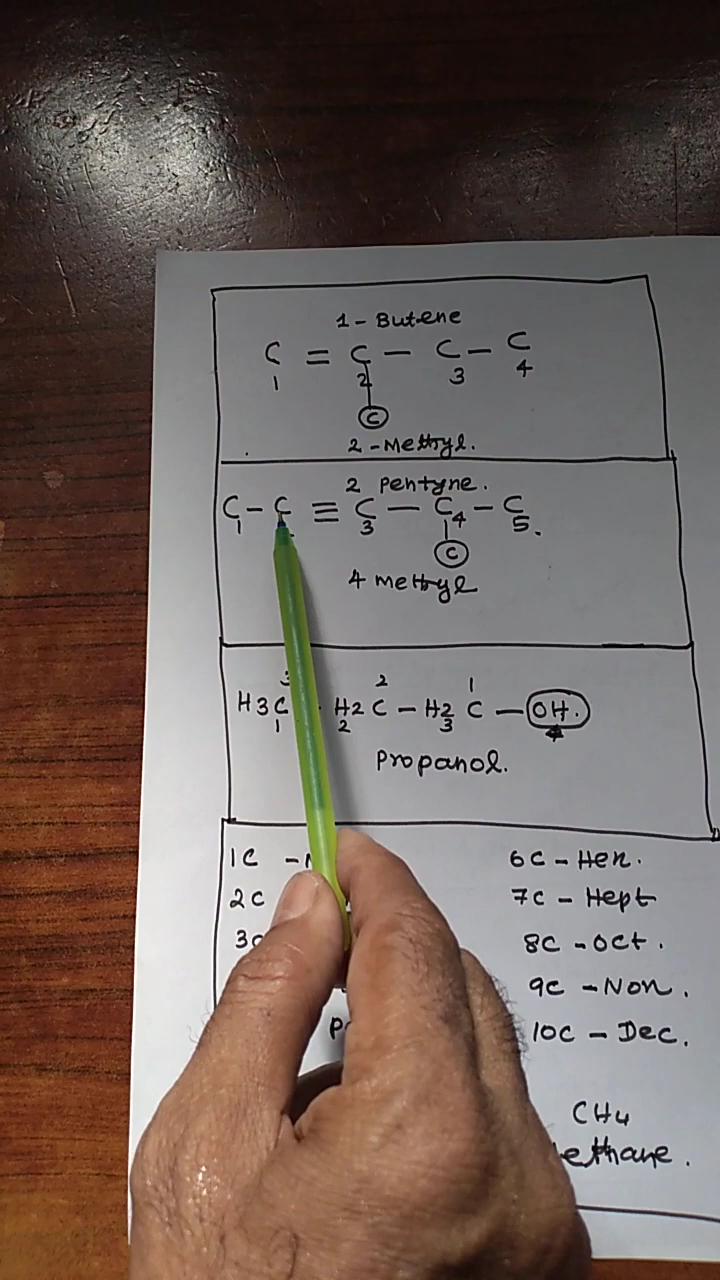 1-Butene
C = C - C - C
1 2 3 4
C
2-Methyl.
2 Pentyne.
C - C ≡ C - C - C
1 3 4 5.
C
4 methyl
3 2 1
H3C H2C - H2C - OH.
1 2 3 4
Propanol.
1C - 6C - Hex.
2C 7C - Hept
3C 8C - Oct.
9C - Non.
10C - Dec.
CH4